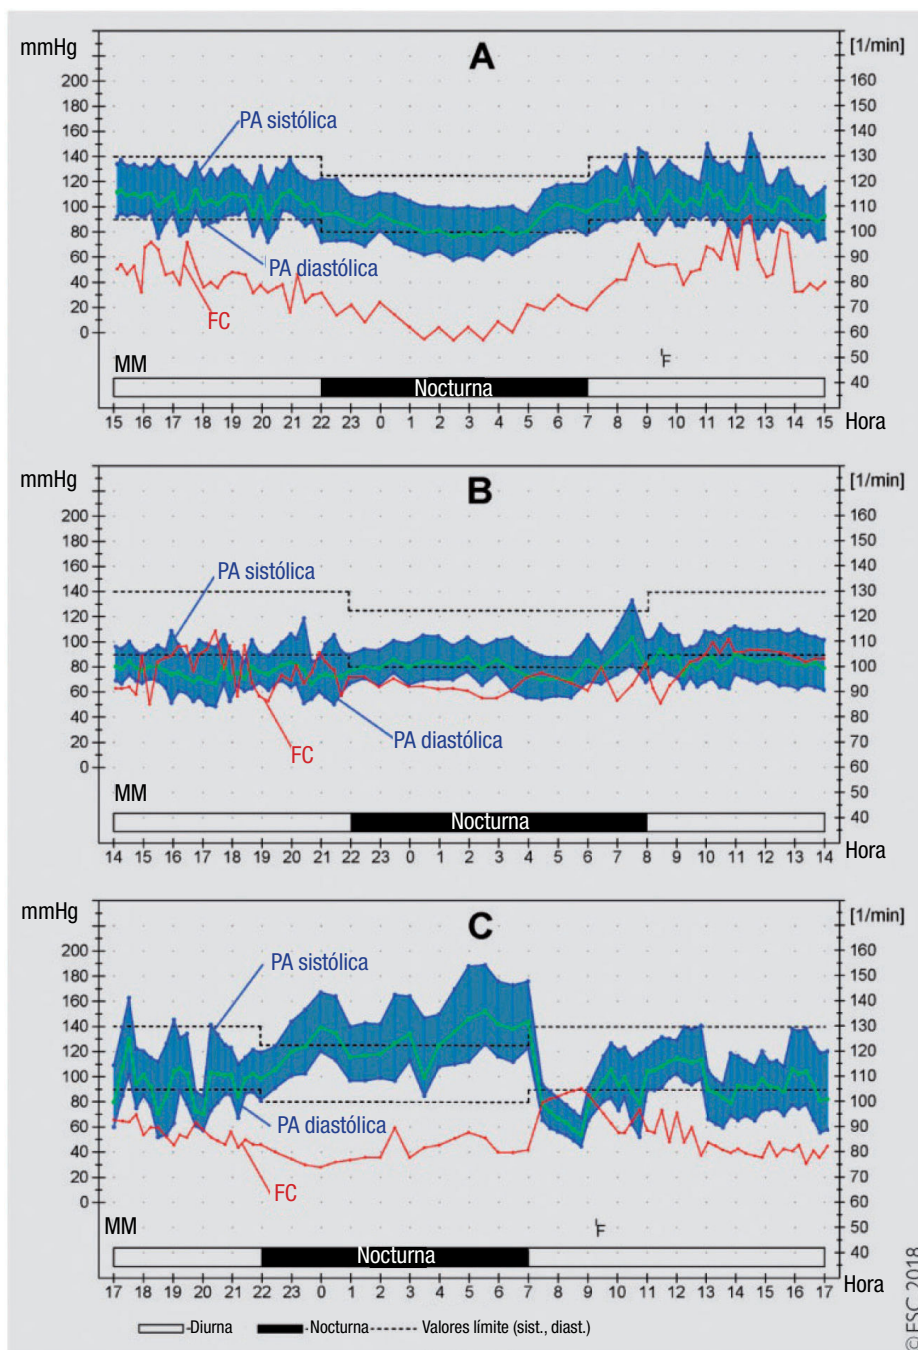 mmHg
A
[1/min]
200
180
160
140
120
100
80
60
40
20
0
160
150
140
130
120
110
100
90
80
70
60
50
40
PA sistólica
PA diastólica
FC
MM
F
Nocturna
15 16 17 18 19 20 21 22 23 0 1 2 3 4 5 6 7 8 9 10 11 12 13 14 15 Hora
mmHg
B
[1/min]
200
180
160
140
120
100
80
60
40
20
0
160
150
140
130
120
110
100
90
80
70
60
50
40
PA sistólica
PA diastólica
FC
MM
Nocturna
14 15 16 17 18 19 20 21 22 23 0 1 2 3 4 5 6 7 8 9 10 11 12 13 14 Hora
mmHg
C
[1/min]
200
180
160
140
120
100
80
60
40
20
0
160
150
140
130
120
110
100
90
80
70
60
50
40
PA sistólica
PA diastólica
FC
MM
F
Nocturna
17 18 19 20 21 22 23 0 1 2 3 4 5 6 7 8 9 10 11 12 13 14 15 16 17 Hora
Diurna Nocturna Valores límite (sist., diast.)
©ESC 2018